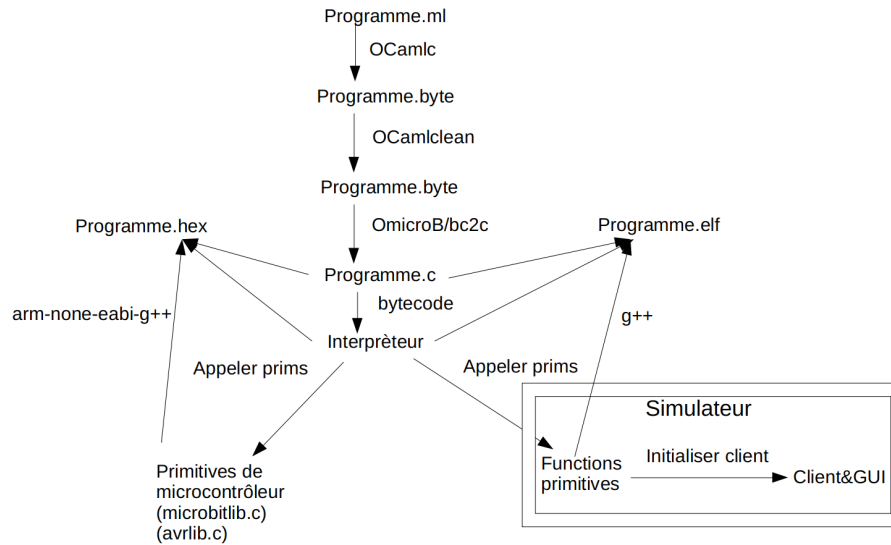 Programme.ml
OCamlc
Programme.byte
OCamlclean
Programme.byte
OmicroB/bc2c
Programme.hex
Programme.elf
Programme.c
bytecode
arm-none-eabi-g++
g++
Interprèteur
Appeler prims
Appeler prims
Simulateur
Primitives de
microcontrôleur
(microbitlib.c)
(avrlib.c)
Functions
primitives
Initialiser client
Client&GUI